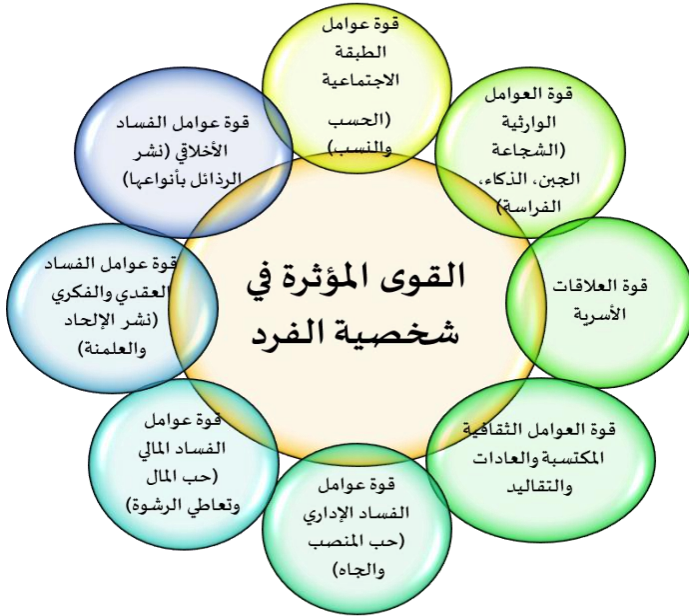 القوى المؤثرة في
شخصية الفرد
قوة عوامل
الطبقة
الاجتماعية
(الحسب
والنسب)
قوة العوامل
الوارثية
(الشجاعة
الجبن، الذكاء،
الفراسة)
قوة العلاقات
الأسرية
قوة العوامل الثقافية
المكتسبة والعادات
والتقاليد
قوة عوامل
الفساد الإداري
(حب المنصب
والجاه)
قوة عوامل
الفساد المالي
(حب المال
وتعاطي الرشوة)
قوة عوامل الفساد
العقدي والفكري
(نشر الإلحاد
والعلمنة)
قوة عوامل الفساد
الأخلاقي (نشر
الرذائل بأنواعها)